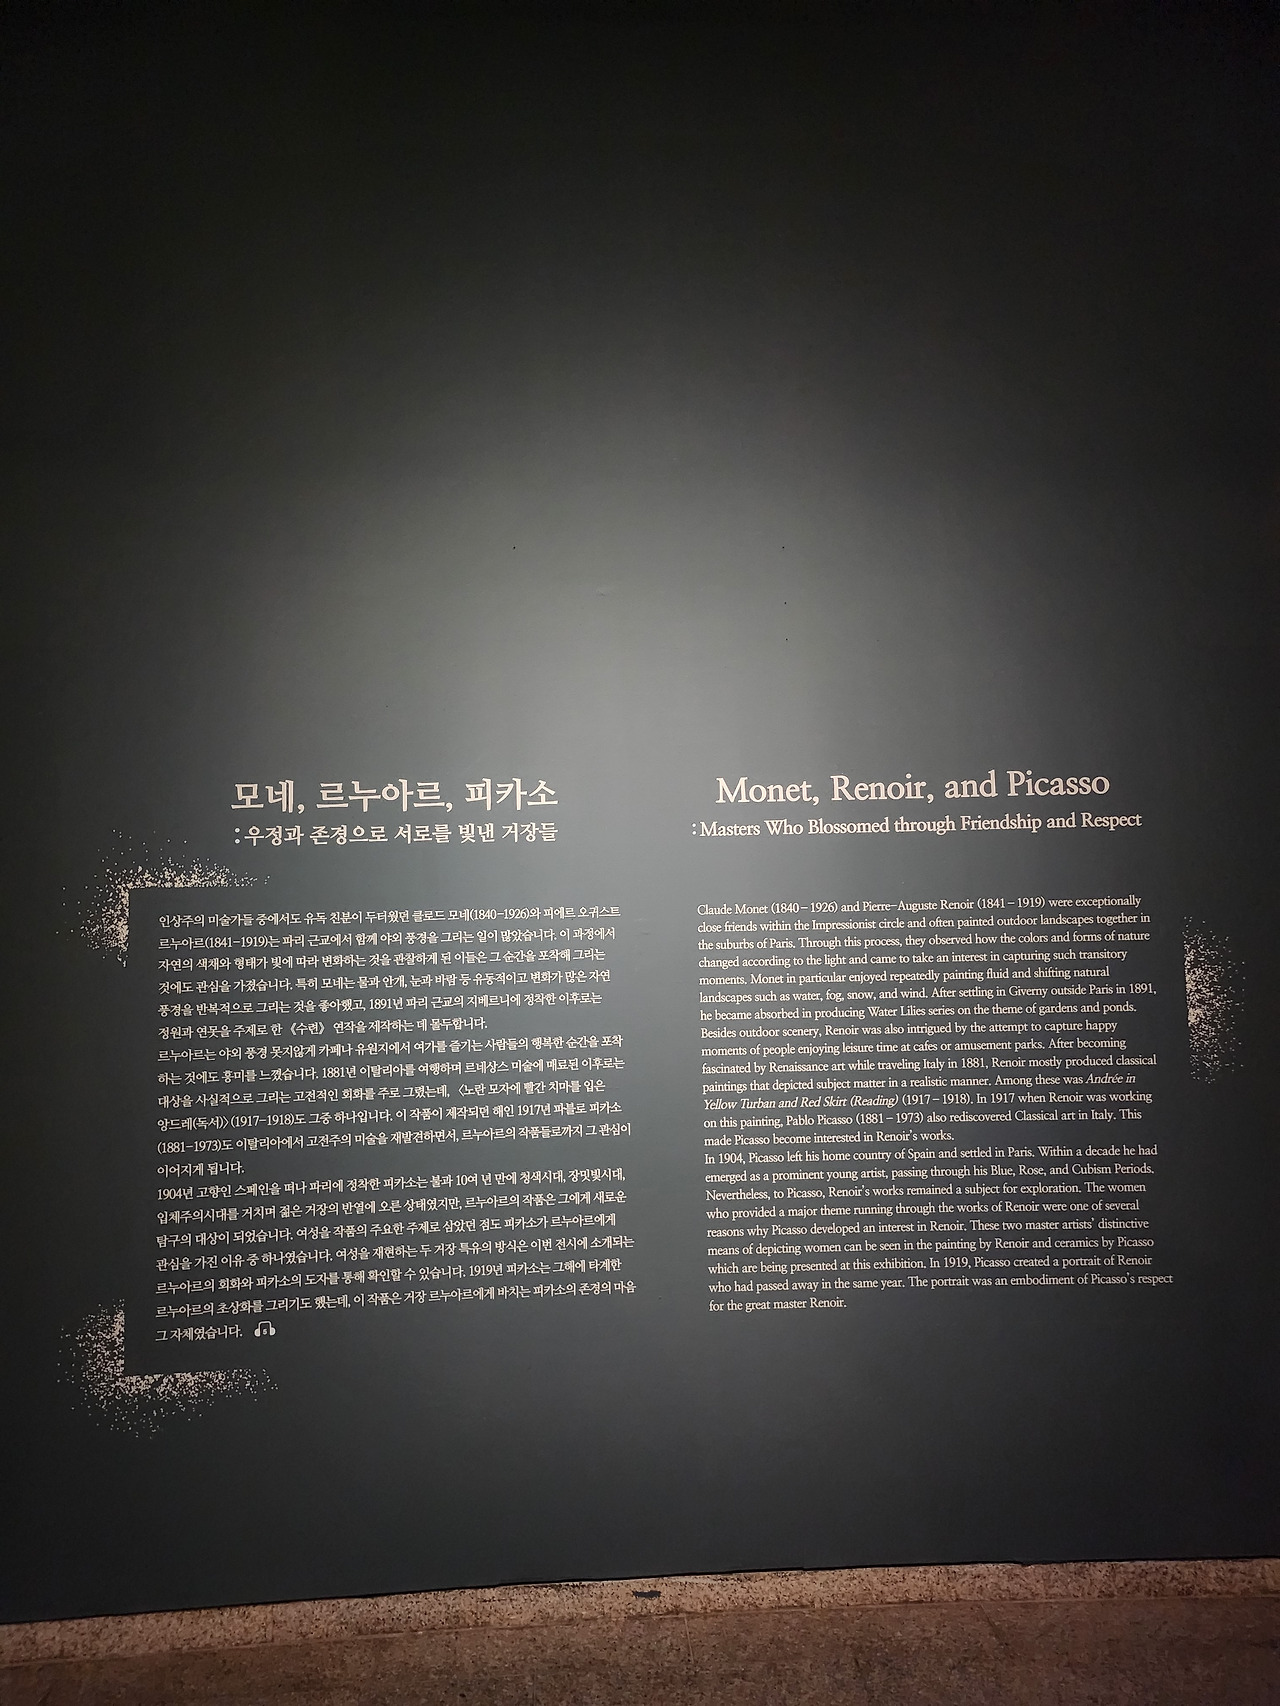 모네, 르누아르, 피카소
:우정과 존경으로 서로를 빛낸 거장들
인상주의 미술가들 중에서도 유독 친분이 두터웠던 클로드 모네(1840-1926)와 피에르 오귀스트
르누아르(1841-1919)는 파리 근교에서 함께 야외 풍경을 그리는 일이 많았습니다. 이 과정에서
자연의 색채와 형태가 빛에 따라 변화하는 것을 관찰하게 된 이들은 그 순간을 포착해 그리는
것에도 관심을 가졌습니다. 특히 모네는 물과 안개, 눈과 바람 등 유동적이고 변화가 많은 자연
풍경을 반복적으로 그리는 것을 좋아했고, 1891년 파리 근교의 지베르니에 정착한 이후로는
정원과 연못을 주제로 한 《수련》 연작을 제작하는 데 몰두합니다.
르누아르는 야외 풍경 못지않게 카페나 유원지에서 여가를 즐기는 사람들의 행복한 순간을 포착
하는 것에도 흥미를 느꼈습니다. 1881년 이탈리아를 여행하며 르네상스 미술에 매료된 이후로는
대상을 사실적으로 그리는 고전적인 회화를 주로 그렸는데, 〈노란 모자에 빨간 치마를 입은
앙드레(독서)〉(1917-1918)도 그중 하나입니다. 이 작품이 제작되던 해인 1917년 파블로 피카소
(1881-1973)도 이탈리아에서 고전주의 미술을 재발견하면서, 르누아르의 작품들로까지 그 관심이
이어지게 됩니다.
1904년 고향인 스페인을 떠나 파리에 정착한 피카소는 불과 10여 년 만에 청색시대, 장밋빛시대,
입체주의시대를 거치며 젊은 거장의 반열에 오른 상태였지만, 르누아르의 작품은 그에게 새로운
탐구의 대상이 되었습니다. 여성을 작품의 주요한 주제로 삼았던 점도 피카소가 르누아르에게
관심을 가진 이유 중 하나였습니다. 여성을 재현하는 두 거장 특유의 방식은 이번 전시에 소개되는
르누아르의 회화와 피카소의 도자를 통해 확인할 수 있습니다. 1919년 피카소는 그해에 타계한
르누아르의 초상화를 그리기도 했는데, 이 작품은 거장 르누아르에게 바치는 피카소의 존경의 마음
그 자체였습니다.
Monet, Renoir, and Picasso
:Masters Who Blossomed through Friendship and Respect
Claude Monet (1840–1926) and Pierre-Auguste Renoir (1841–1919) were exceptionally
close friends within the Impressionist circle and often painted outdoor landscapes together in
the suburbs of Paris. Through this process, they observed how the colors and forms of nature
changed according to the light and came to take an interest in capturing such transitory
moments. Monet in particular enjoyed repeatedly painting fluid and shifting natural
landscapes such as water, fog, snow, and wind. After settling in Giverny outside Paris in 1891,
he became absorbed in producing Water Lilies series on the theme of gardens and ponds.
Besides outdoor scenery, Renoir was also intrigued by the attempt to capture happy
moments of people enjoying leisure time at cafes or amusement parks. After becoming
fascinated by Renaissance art while traveling Italy in 1881, Renoir mostly produced classical
paintings that depicted subject matter in a realistic manner. Among these was Andrée in
Yellow Turban and Red Skirt (Reading) (1917–1918). In 1917 when Renoir was working
on this painting, Pablo Picasso (1881–1973) also rediscovered Classical art in Italy. This
made Picasso become interested in Renoir's works.
In 1904, Picasso left his home country of Spain and settled in Paris. Within a decade he had
emerged as a prominent young artist, passing through his Blue, Rose, and Cubism Periods.
Nevertheless, to Picasso, Renoir's works remained a subject for exploration. The women
who provided a major theme running through the works of Renoir were one of several
reasons why Picasso developed an interest in Renoir. These two master artists' distinctive
means of depicting women can be seen in the painting by Renoir and ceramics by Picasso
which are being presented at this exhibition. In 1919, Picasso created a portrait of Renoir
who had passed away in the same year. The portrait was an embodiment of Picasso's respect
for the great master Renoir.